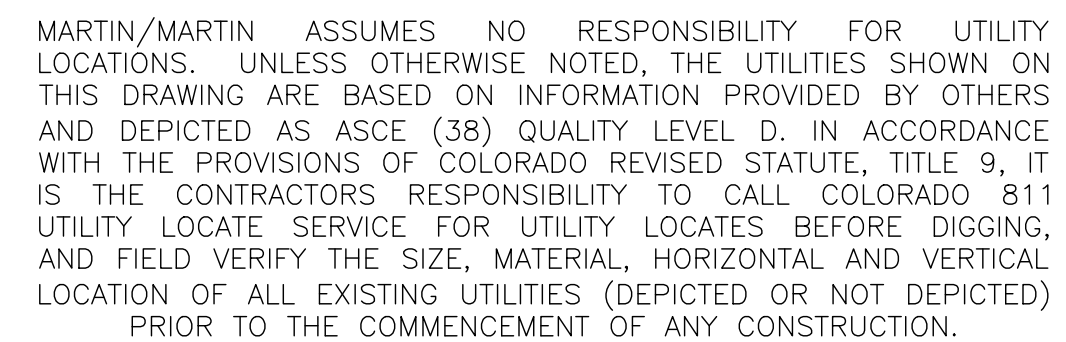 MARTIN/MARTIN ASSUMES NO RESPONSIBILITY FOR UTILITY
LOCATIONS. UNLESS OTHERWISE NOTED, THE UTILITIES SHOWN ON
THIS DRAWING ARE BASED ON INFORMATION PROVIDED BY OTHERS
AND DEPICTED AS ASCE (38) QUALITY LEVEL D. IN ACCORDANCE
WITH THE PROVISIONS OF COLORADO REVISED STATUTE, TITLE 9, IT
IS THE CONTRACTORS RESPONSIBILITY TO CALL COLORADO 811
UTILITY LOCATE SERVICE FOR UTILITY LOCATES BEFORE DIGGING,
AND FIELD VERIFY THE SIZE, MATERIAL, HORIZONTAL AND VERTICAL
LOCATION OF ALL EXISTING UTILITIES (DEPICTED OR NOT DEPICTED)
PRIOR TO THE COMMENCEMENT OF ANY CONSTRUCTION.